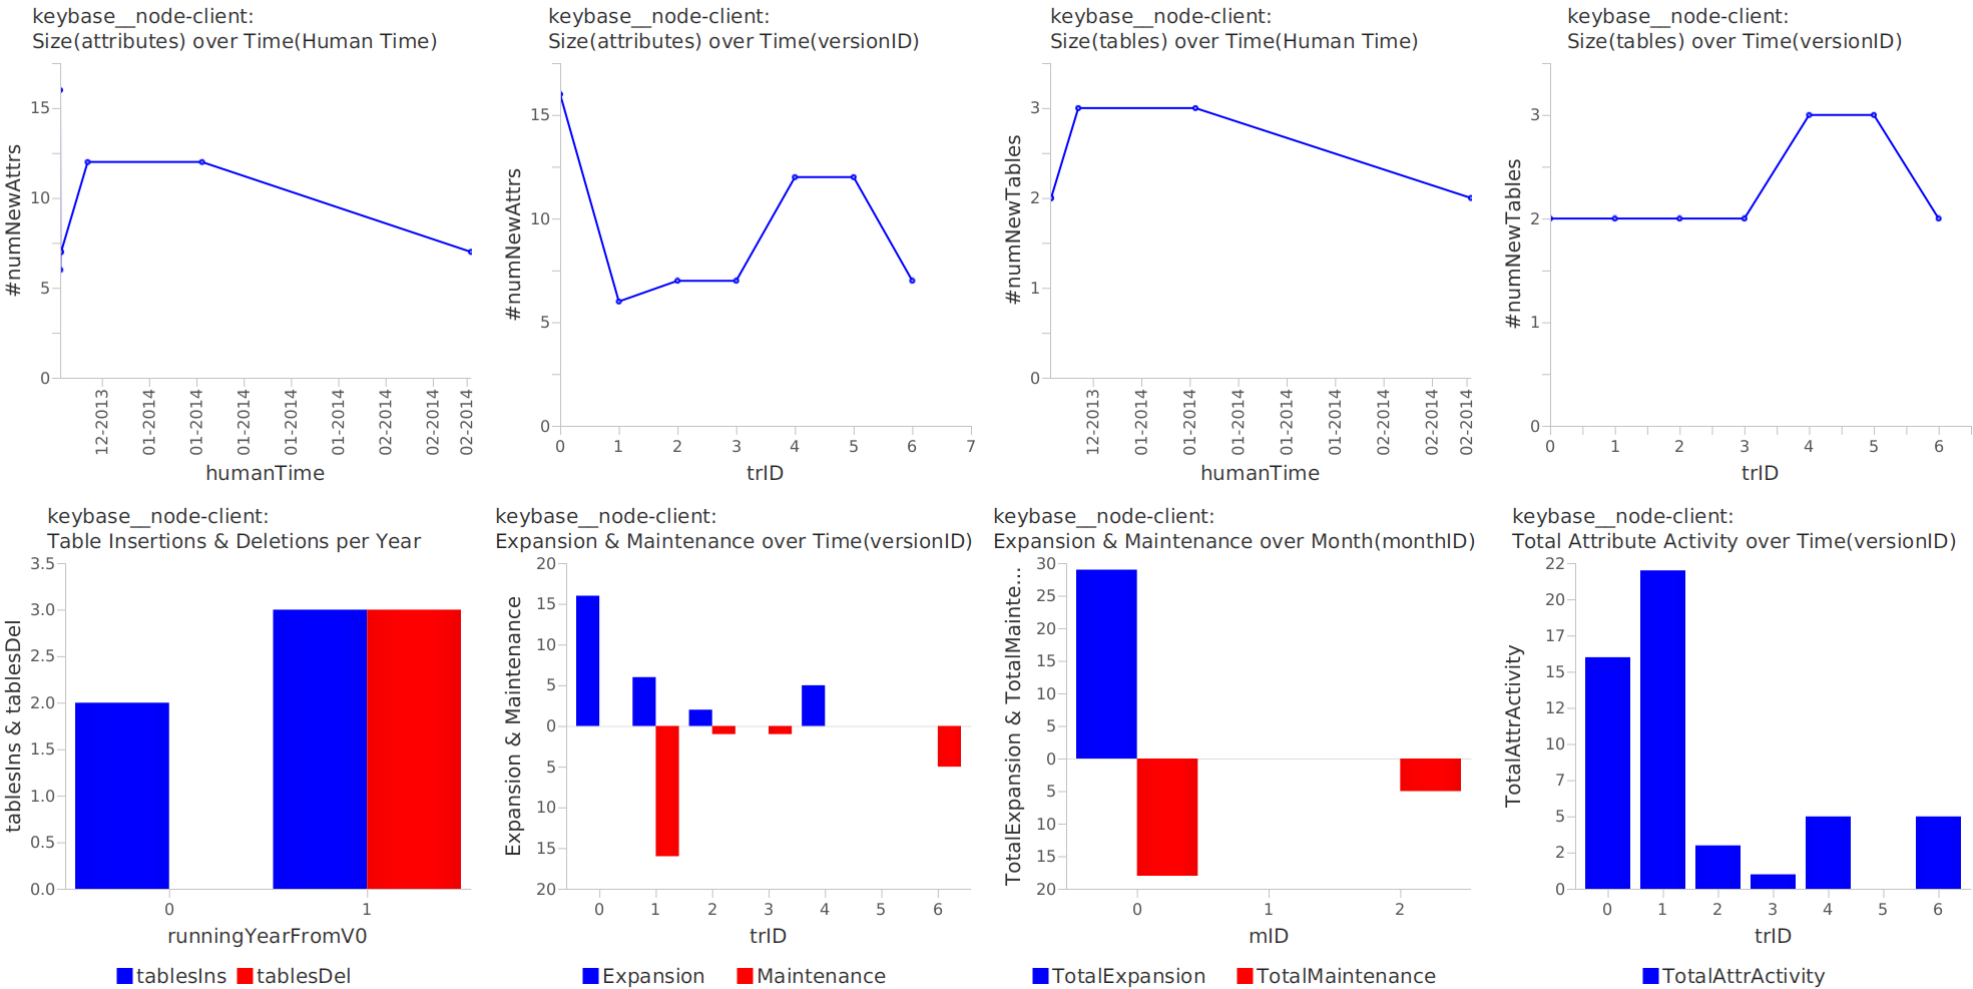 keybase__node-client:
Size(attributes) over Time(Human Time)
#numNewAttrs
15
10
5
0
12-2013
01-2014
01-2014
01-2014
01-2014
01-2014
02-2014
02-2014
02-2014
humanTime
keybase__node-client:
Size(attributes) over Time(versionID)
#numNewAttrs
15
10
5
0
0 1 2 3 4 5 6 7
trID
keybase__node-client:
Size(tables) over Time(Human Time)
#numNewTables
3
2
1
0
12-2013
01-2014
01-2014
01-2014
01-2014
01-2014
02-2014
02-2014
02-2014
humanTime
keybase__node-client:
Size(tables) over Time(versionID)
#numNewTables
3
2
1
0
0 1 2 3 4 5 6
trID
keybase__node-client:
Table Insertions & Deletions per Year
tablesIns & tablesDel
3.5
3.0
2.5
2.0
1.5
1.0
0.5
0.0
0 1
runningYearFromV0
tablesIns tablesDel
keybase__node-client:
Expansion & Maintenance over Time(versionID)
Expansion & Maintenance
20
15
10
5
0
5
10
15
20
0 1 2 3 4 5 6
trID
Expansion Maintenance
keybase__node-client:
Expansion & Maintenance over Month(monthID)
TotalExpansion & TotalMainte...
30
25
20
15
10
5
0
5
10
15
20
0 1 2
mID
TotalExpansion TotalMaintenance
keybase__node-client:
Total Attribute Activity over Time(versionID)
TotalAttrActivity
22
20
17
15
12
10
7
5
2
0
0 1 2 3 4 5 6
trID
TotalAttrActivity